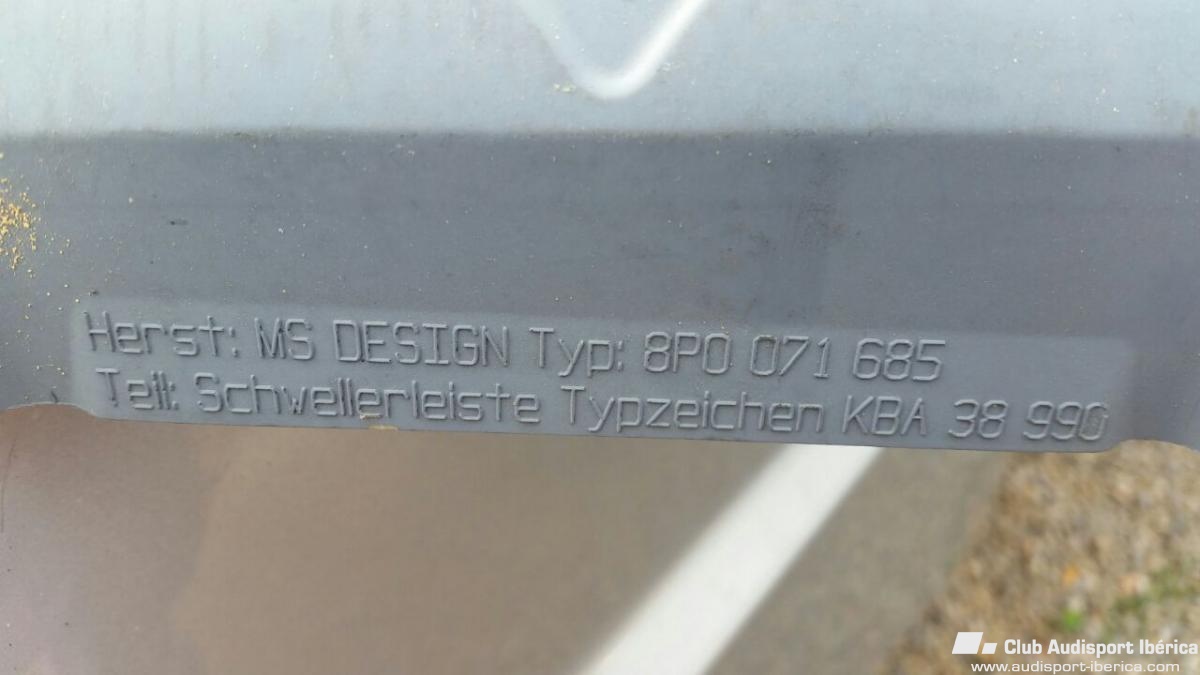 Herst: MS DESIGN Typ: 8P0 071 685
Teil: Schwellerleiste Typzeichen KBA 38 990
Club Audisport Ibérica
www.audisport-iberica.com